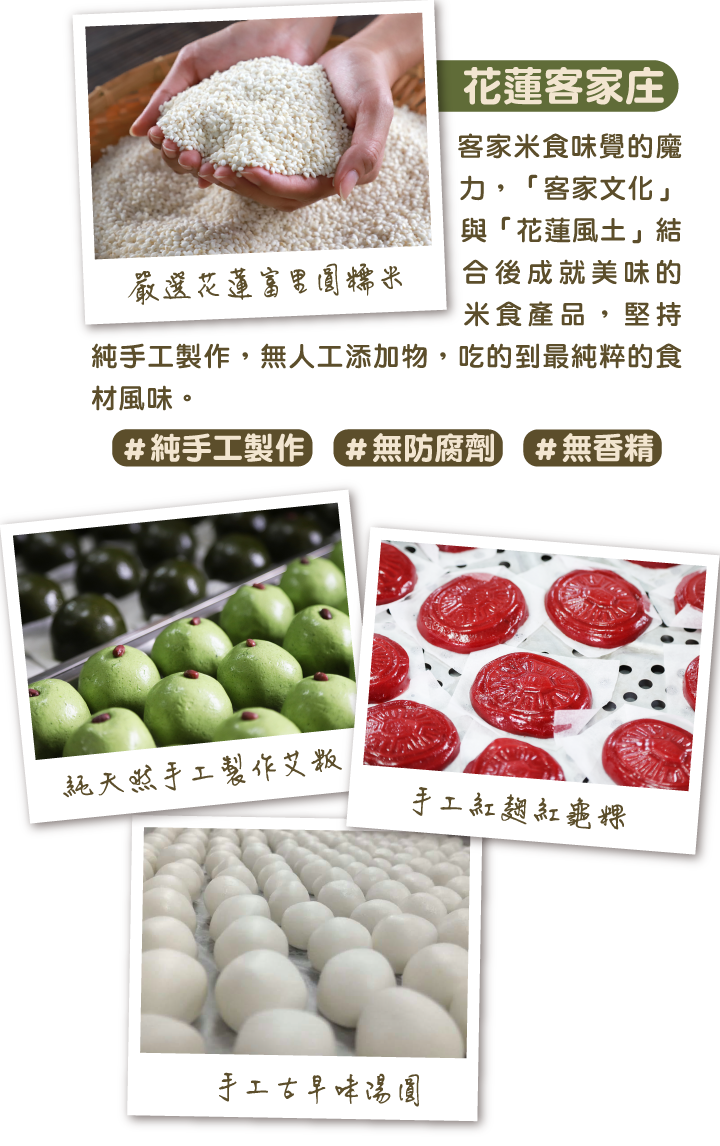 花蓮客家庄
客家米食味覺的魔
力，「客家文化」
與「花蓮風土」結
合後成就美味的
米食產品，堅持
嚴選花蓮富里圓糯米
純手工製作，無人工添加物，吃的到最純粹的食
材風味。
#純手工製作 #無防腐劑 #無香精
純天然手工製作艾粄
手工紅麴紅龜粿
手工古早味湯圓